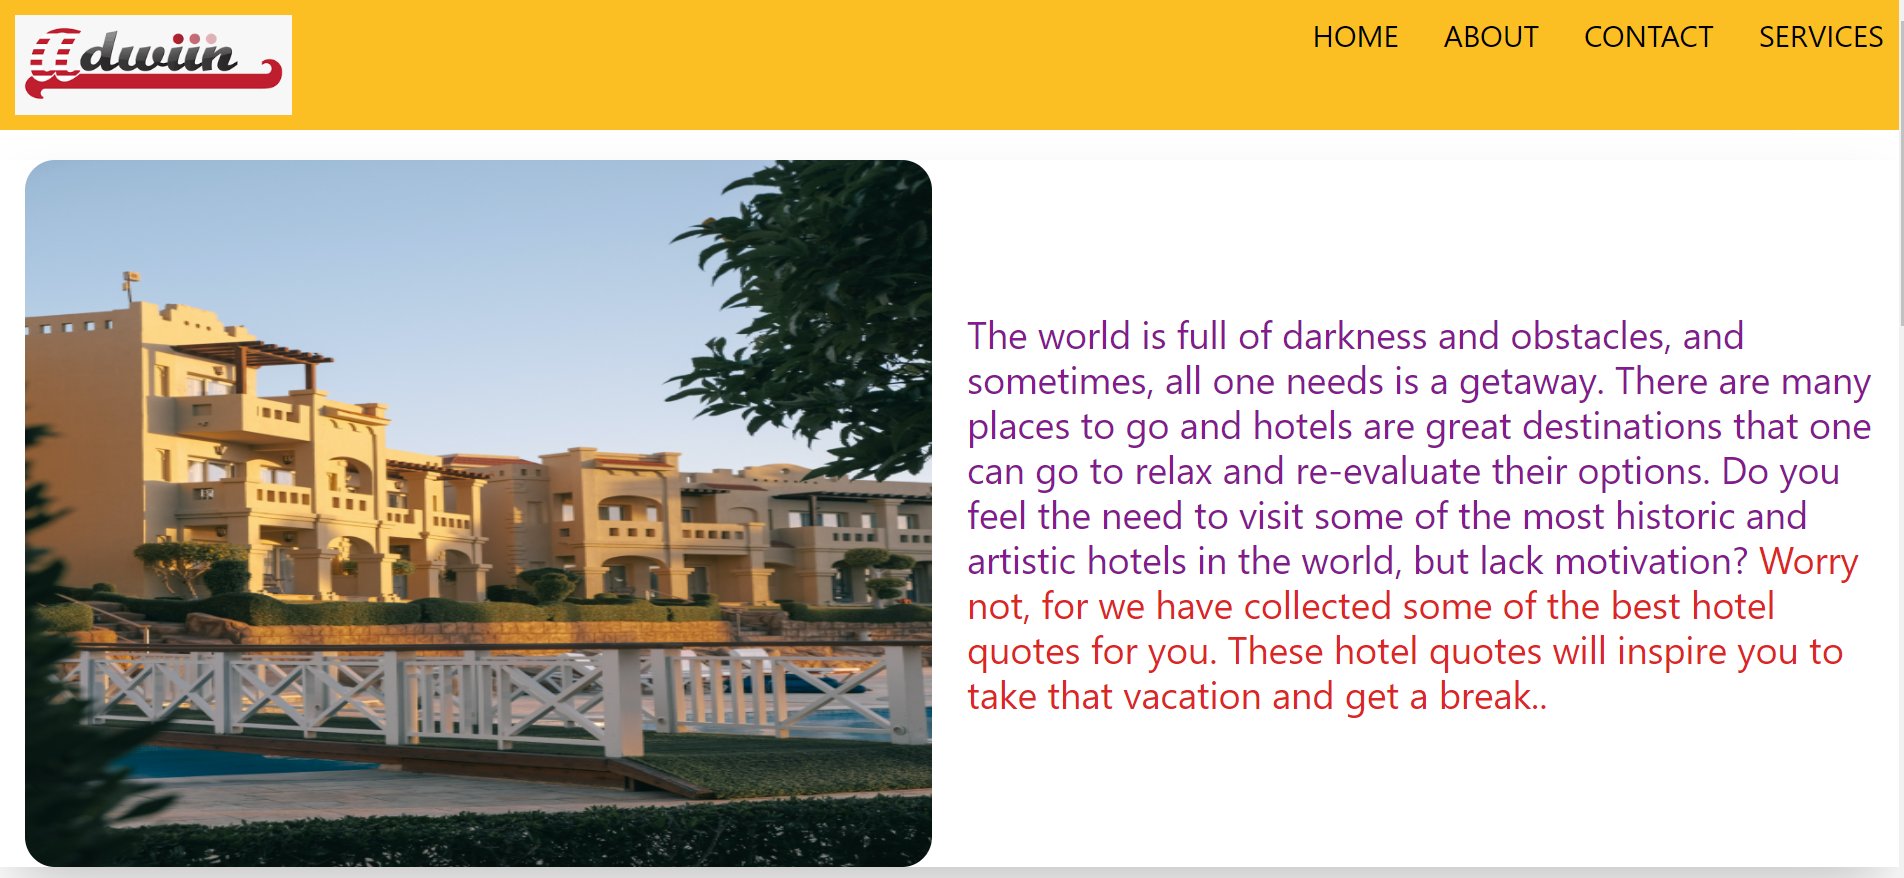 adwiin
HOME ABOUT CONTACT SERVICES
The world is full of darkness and obstacles, and
sometimes, all one needs is a getaway. There are many
places to go and hotels are great destinations that one
can go to relax and re-evaluate their options. Do you
feel the need to visit some of the most historic and
artistic hotels in the world, but lack motivation? Worry
not, for we have collected some of the best hotel
quotes for you. These hotel quotes will inspire you to
take that vacation and get a break..